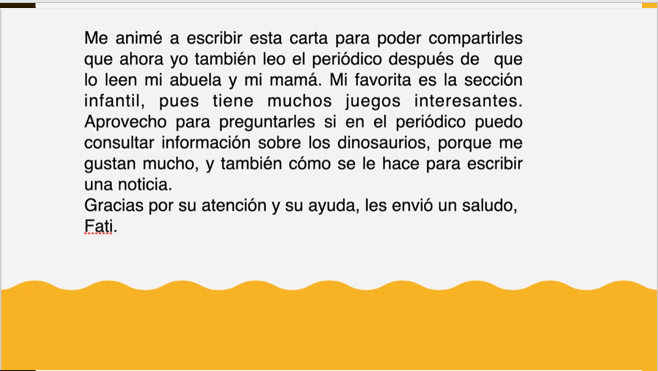 Me animé a escribir esta carta para poder compartirles
que ahora yo también leo el periódico después de  que
lo leen mi abuela y mi mamá. Mi favorita es la sección
infantil, pues tiene muchos juegos interesantes.
Aprovecho para preguntarles si en el periódico puedo
consultar información sobre los dinosaurios, porque me
gustan mucho, y también cómo se le hace para escribir
una noticia.
Gracias por su atención y su ayuda, les envió un saludo,
Fati.